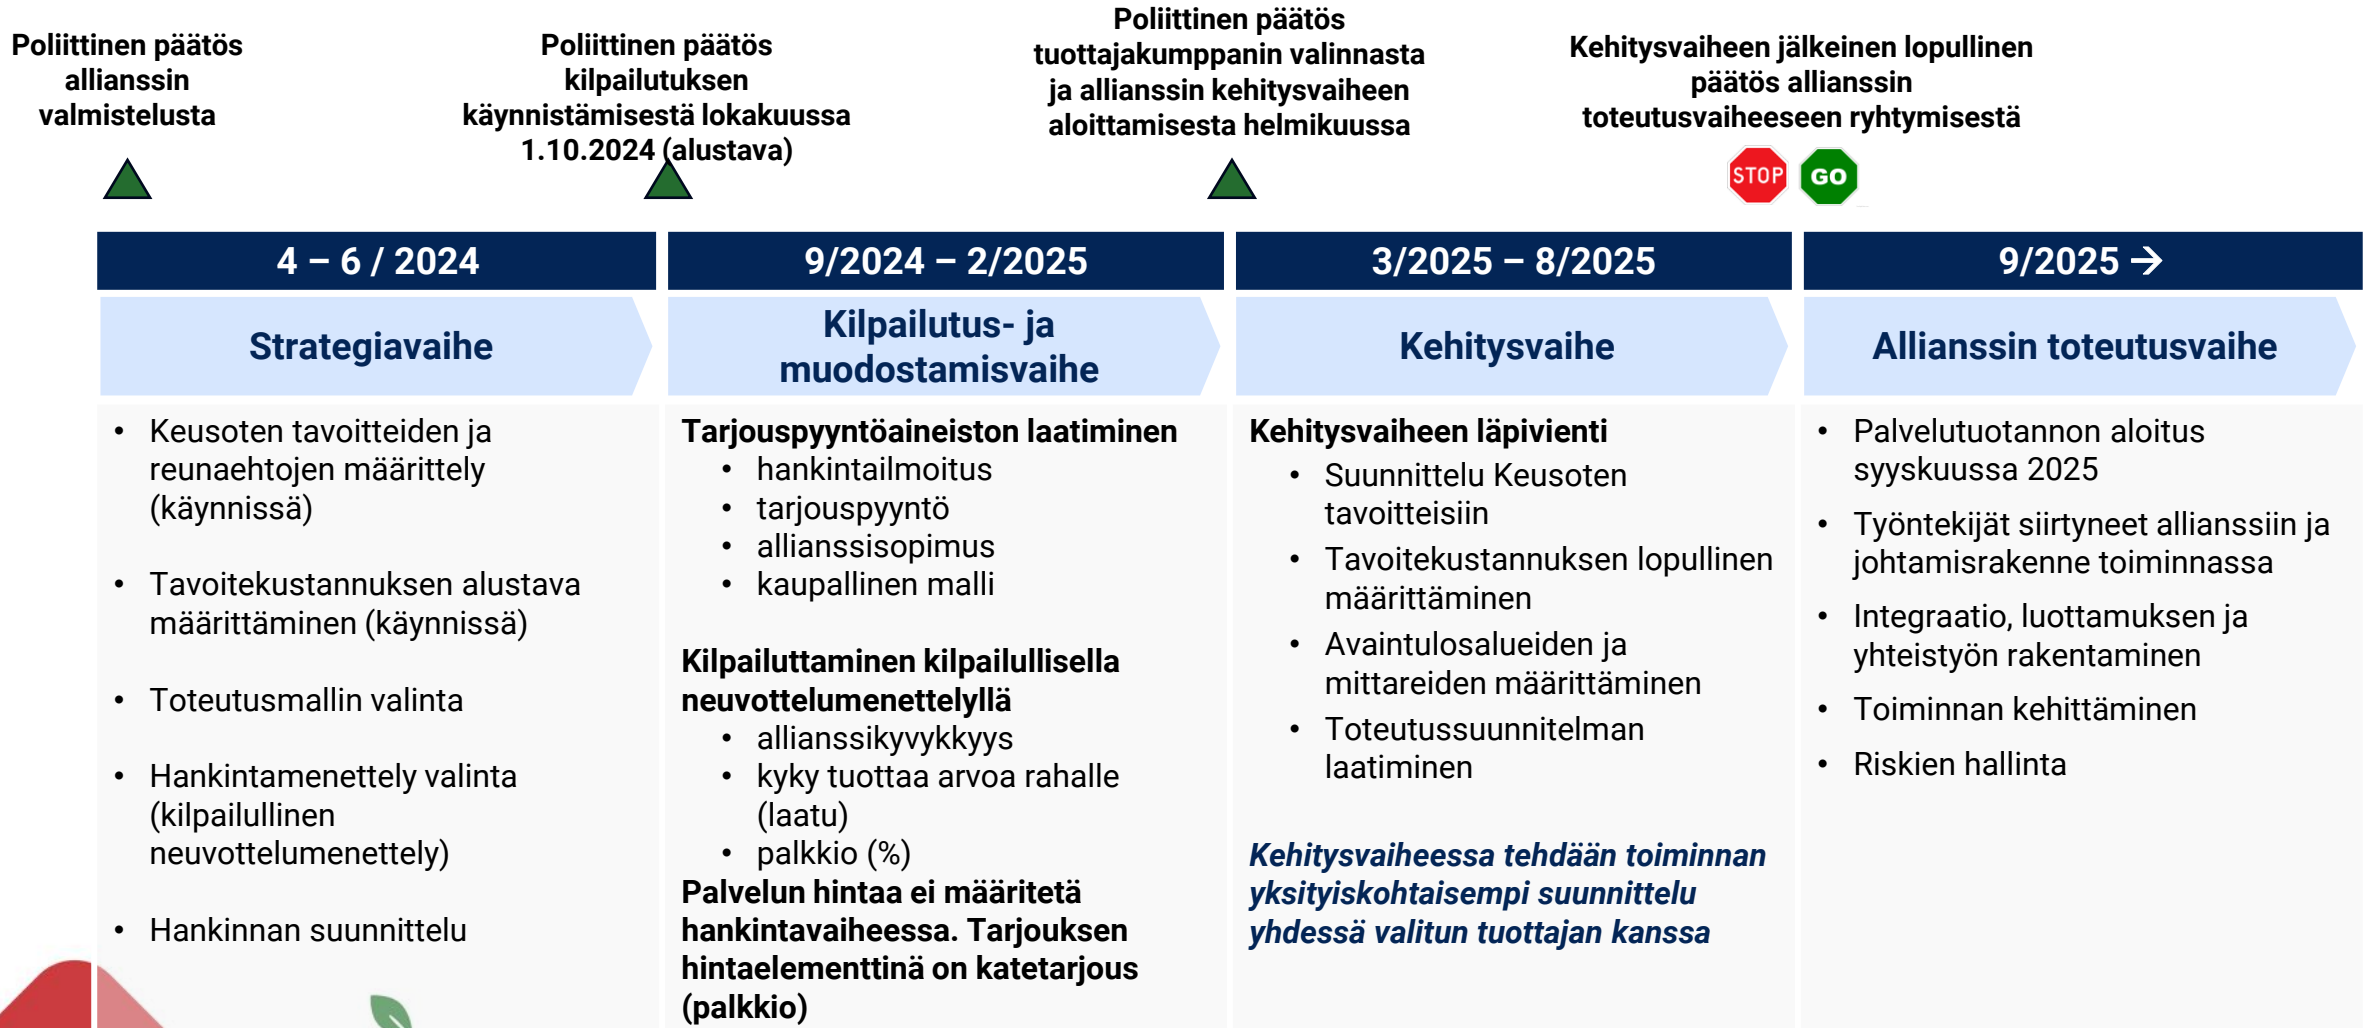 Poliittinen päätös
allianssin
valmistelusta
Poliittinen päätös
kilpailutuksen
käynnistämisestä lokakuussa
1.10.2024 (alustava)
Poliittinen päätös
tuottajakumppanin valinnasta
ja allianssin kehitysvaiheen
aloittamisesta helmikuussa
Kehitysvaiheen jälkeinen lopullinen
päätös allianssin
toteutusvaiheeseen ryhtymisestä
STOP
GO
4 – 6 / 2024
Strategiavaihe
• Keusoten tavoitteiden ja
reunaehtojen määrittely
(käynnissä)
• Tavoitekustannuksen alustava
määrittäminen (käynnissä)
• Toteutusmallin valinta
• Hankintamenettely valinta
(kilpailullinen
neuvottelumenettely)
• Hankinnan suunnittelu
9/2024 – 2/2025
Kilpailutus- ja
muodostamisvaihe
Tarjouspyyntöaineiston laatiminen
• hankintailmoitus
• tarjouspyyntö
• allianssisopimus
• kaupallinen malli
Kilpailuttaminen kilpailullisella
neuvottelumenettelyllä
• allianssikyvykkyys
• kyky tuottaa arvoa rahalle
(laatu)
• palkkio (%)
Palvelun hintaa ei määritetä
hankintavaiheessa. Tarjouksen
hintaelementtinä on katetarjous
(palkkio)
3/2025 – 8/2025
Kehitysvaihe
Kehitysvaiheen läpivienti
• Suunnittelu Keusoten
tavoitteisiin
• Tavoitekustannuksen lopullinen
määrittäminen
• Avaintulosalueiden ja
mittareiden määrittäminen
• Toteutussuunnitelman
laatiminen
Kehitysvaiheessa tehdään toiminnan
yksityiskohtaisempi suunnittelu
yhdessä valitun tuottajan kanssa
9/2025 →
Allianssin toteutusvaihe
• Palvelutuotannon aloitus
syyskuussa 2025
• Työntekijät siirtyneet allianssiin ja
johtamisrakenne toiminnassa
• Integraatio, luottamuksen ja
yhteistyön rakentaminen
• Toiminnan kehittäminen
• Riskien hallinta